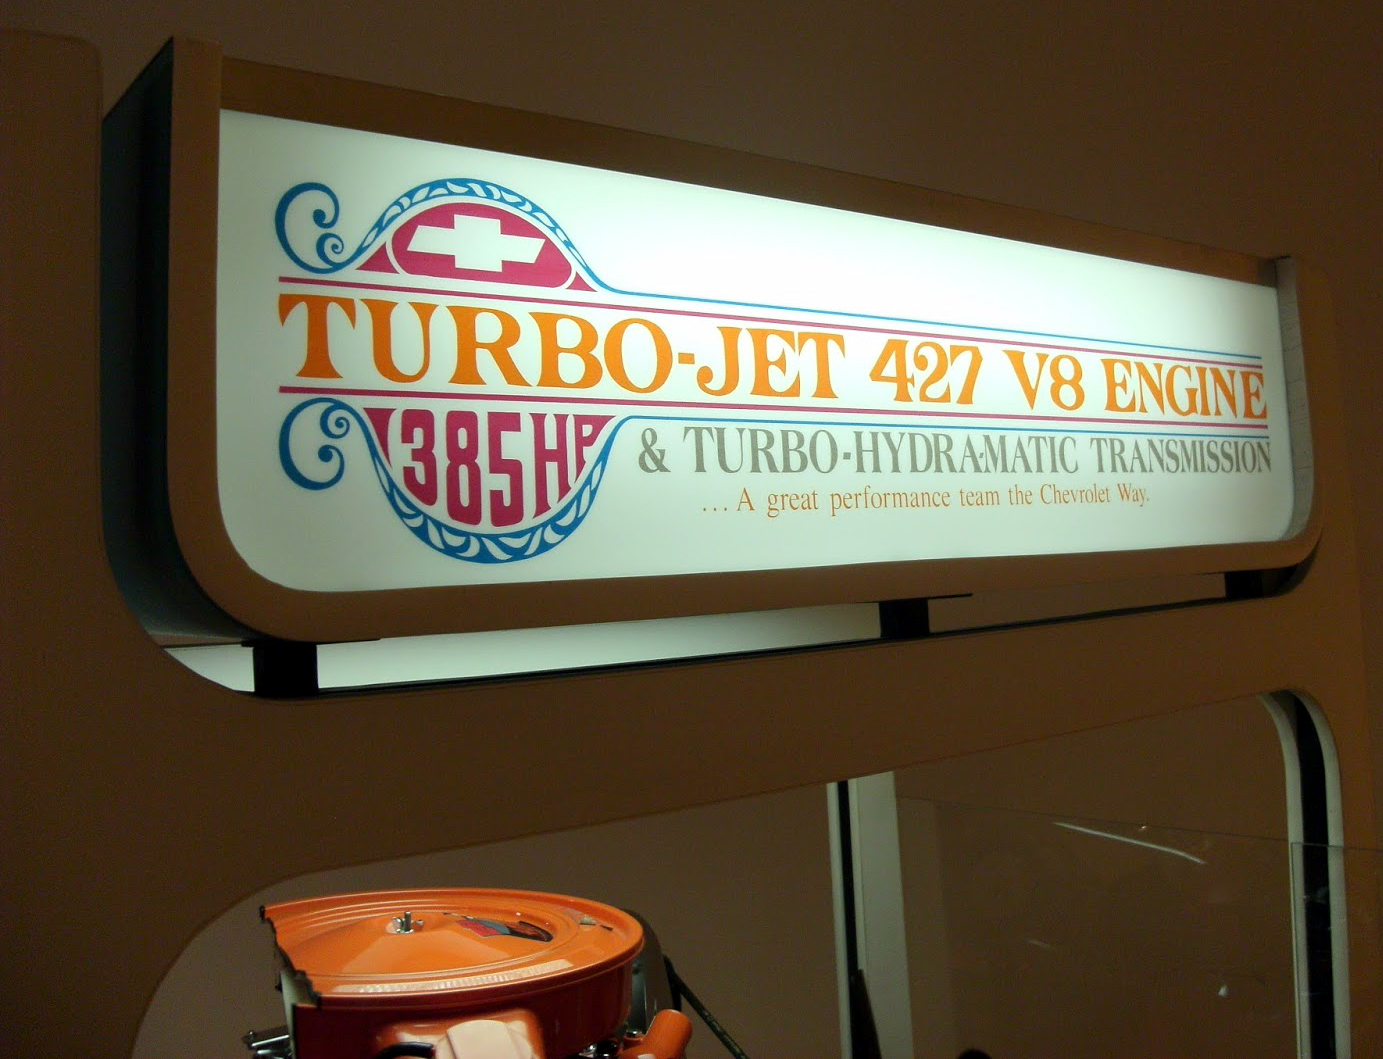 TURBO-JET 427 V8 ENGINE
385HP
& TURBO-HYDRA-MATIC TRANSMISSION
...A great performance team the Chevrolet Way.